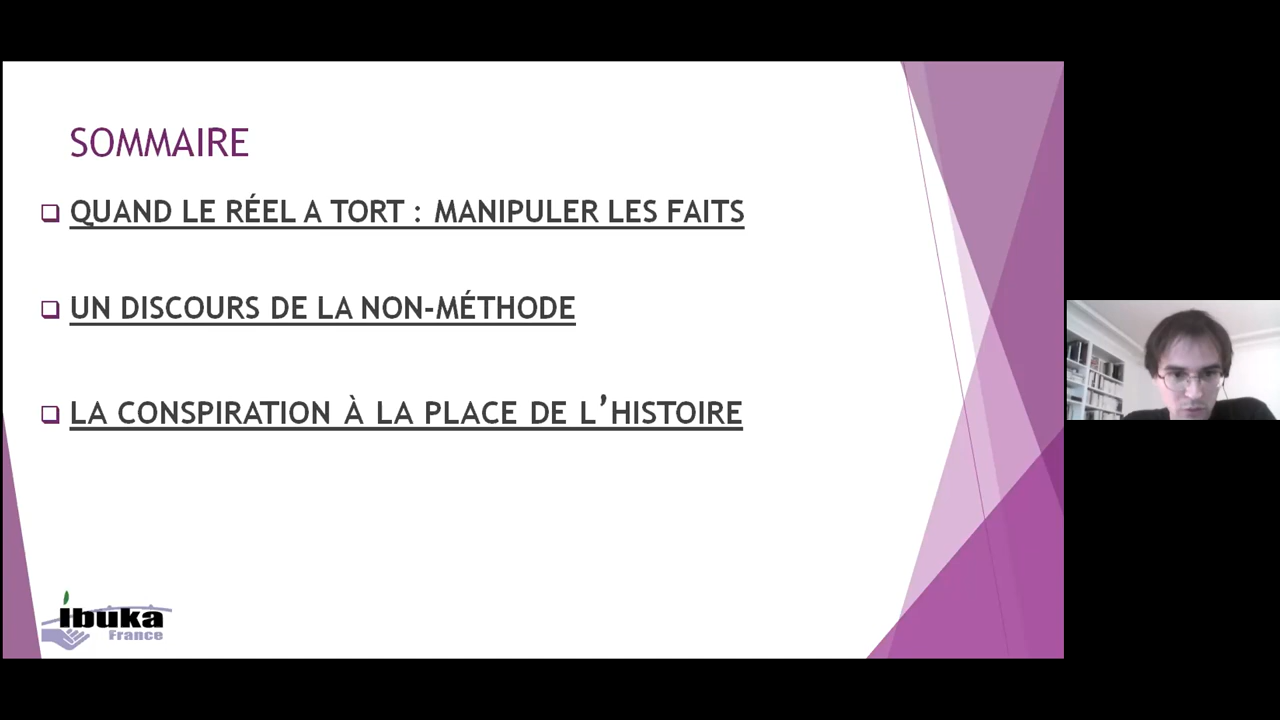 SOMMAIRE
QUAND LE RÉEL A TORT : MANIPULER LES FAITS
UN DISCOURS DE LA NON-MÉTHODE
LA CONSPIRATION À LA PLACE DE L’HISTOIRE
ibuka
France